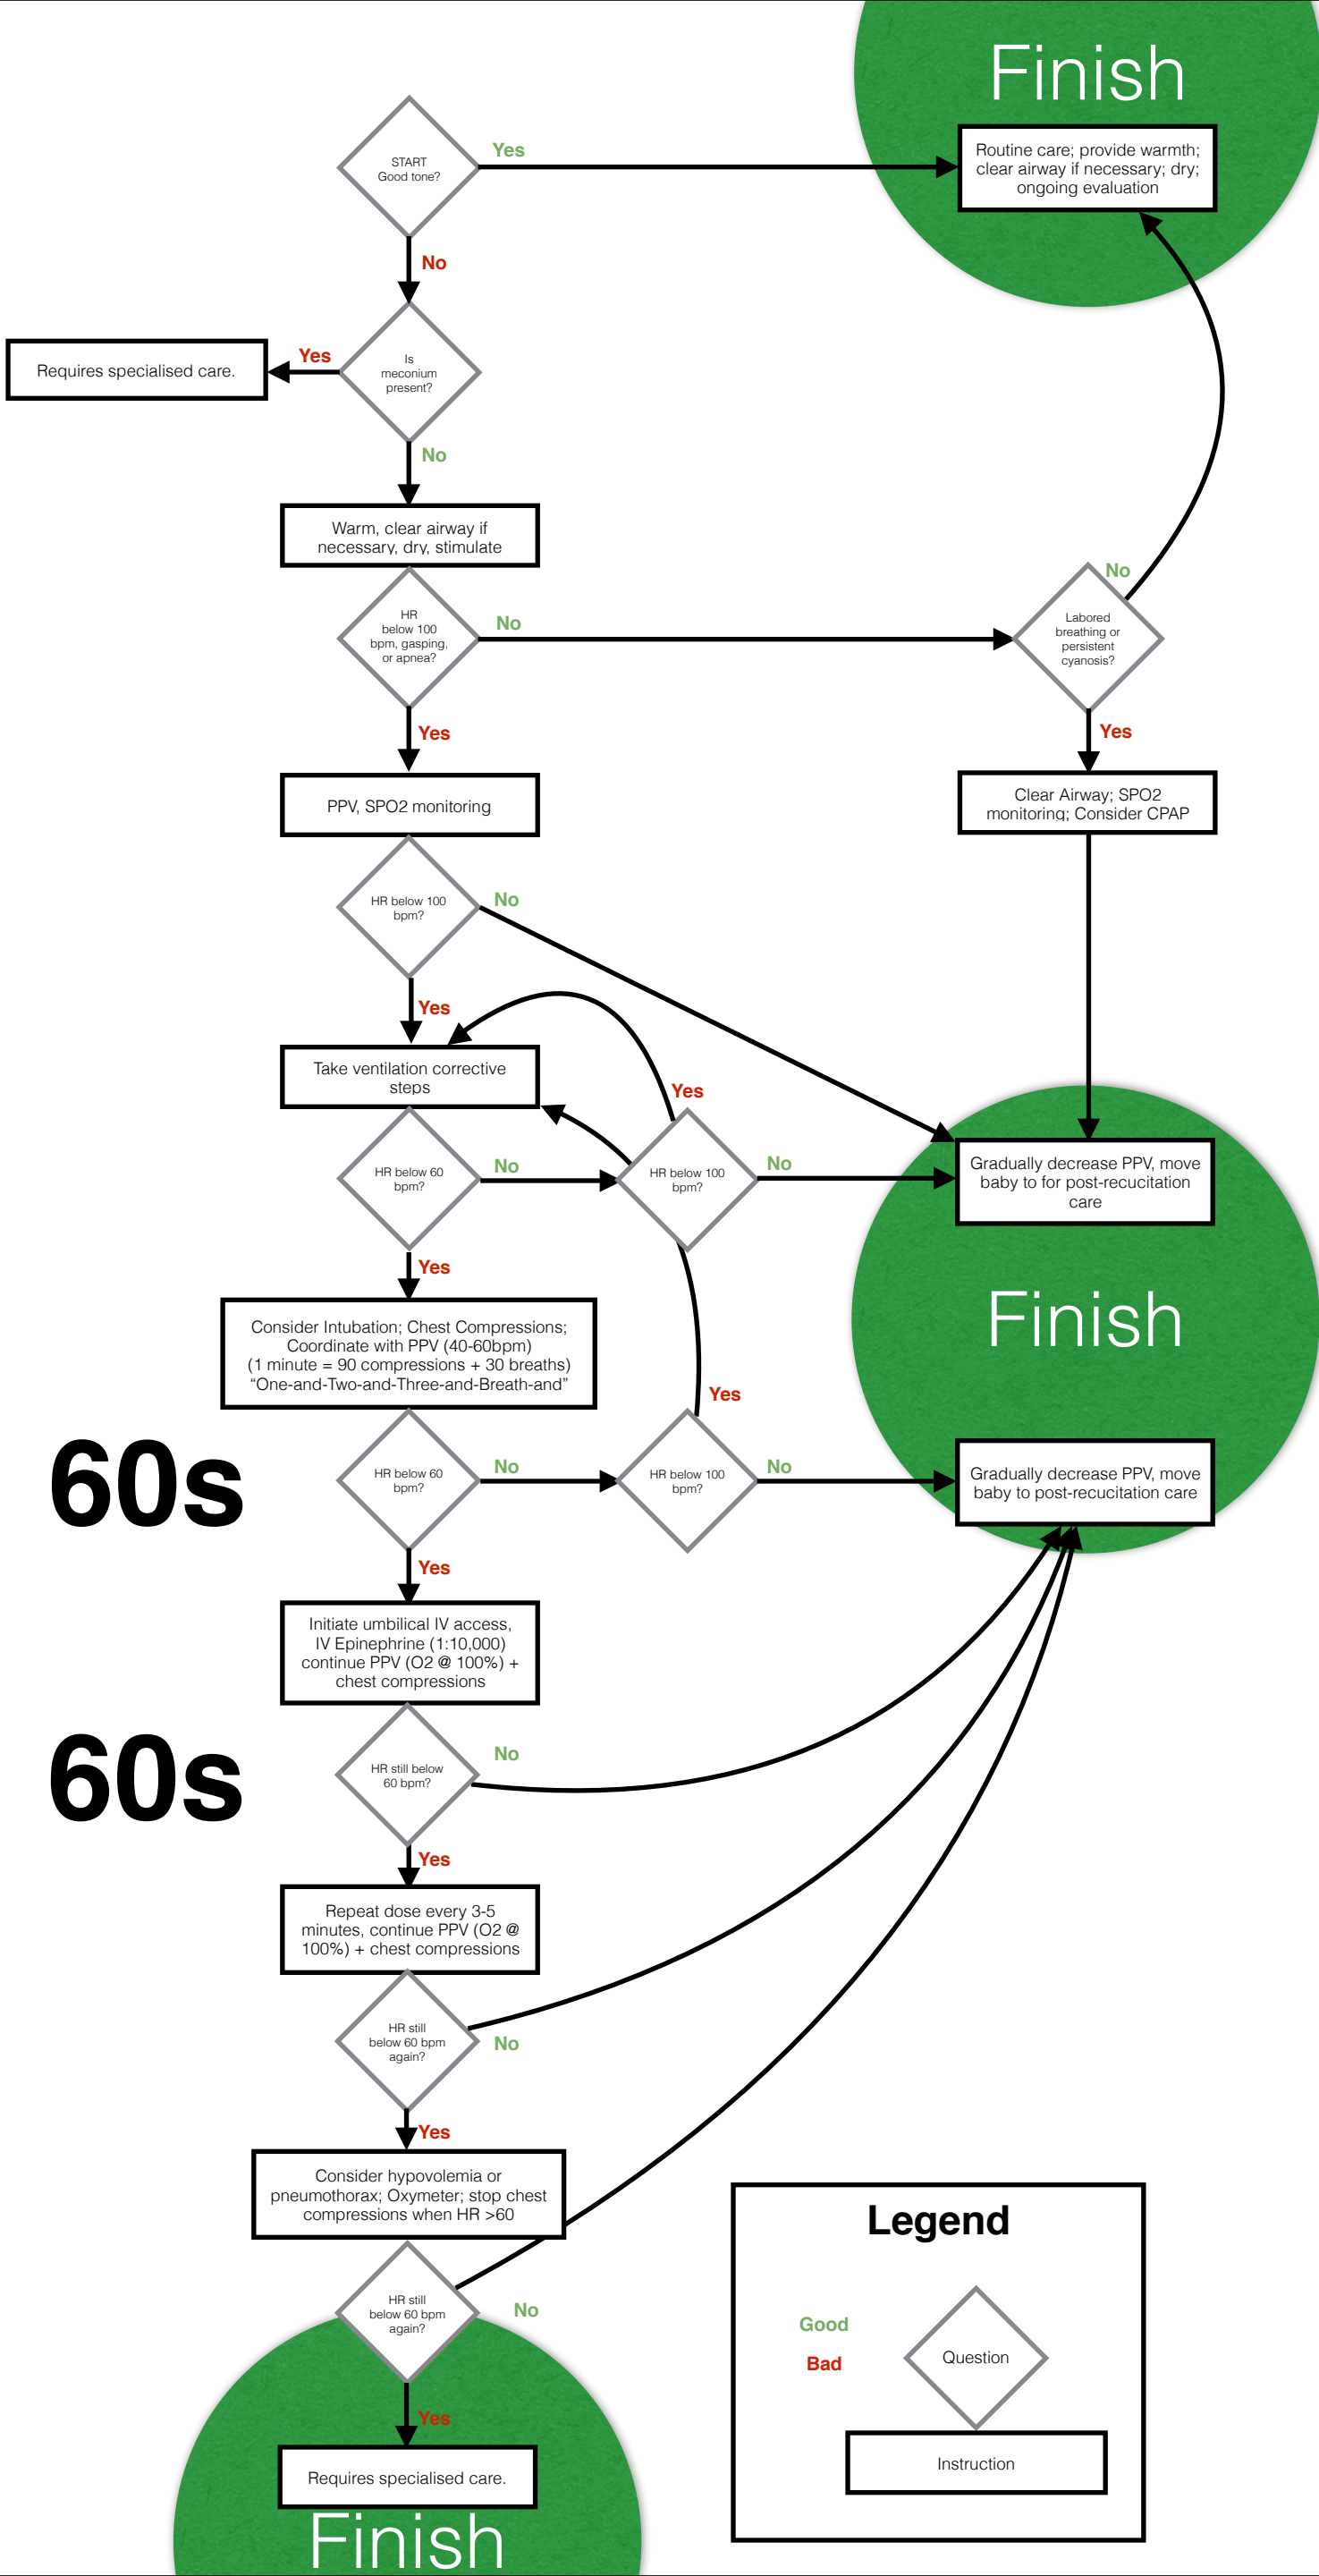 Finish
START
Good tone?
Yes
Routine care; provide warmth;
clear airway if necessary; dry;
ongoing evaluation
No
Is
meconium
present?
Yes
Requires specialised care.
No
Warm, clear airway if
necessary, dry, stimulate
HR
below 100
bpm, gasping,
or apnea?
No
Labored
breathing or
persistent
cyanosis?
No
Yes
Yes
PPV, SPO2 monitoring
Clear Airway; SPO2
monitoring; Consider CPAP
HR below 100
bpm?
No
Yes
Take ventilation corrective
steps
Yes
HR below 60
bpm?
No
HR below 100
bpm?
No
Gradually decrease PPV, move
baby to for post-recucitation
care
Yes
Finish
Consider Intubation; Chest Compressions;
Coordinate with PPV (40-60bpm)
(1 minute = 90 compressions + 30 breaths)
“One-and-Two-and-Three-and-Breath-and”
Yes
60s
HR below 60
bpm?
No
HR below 100
bpm?
No
Gradually decrease PPV, move
baby to post-recucitation care
Yes
Initiate umbilical IV access,
IV Epinephrine (1:10,000)
continue PPV (O2 @ 100%) +
chest compressions
60s
HR still below
60 bpm?
No
Yes
Repeat dose every 3-5
minutes, continue PPV (O2 @
100%) + chest compressions
HR still
below 60 bpm
again?
No
Yes
Consider hypovolemia or
pneumothorax; Oxymeter; stop chest
compressions when HR >60
HR still
below 60 bpm
again?
No
Yes
Requires specialised care.
Finish
Legend
Good
Bad
Question
Instruction